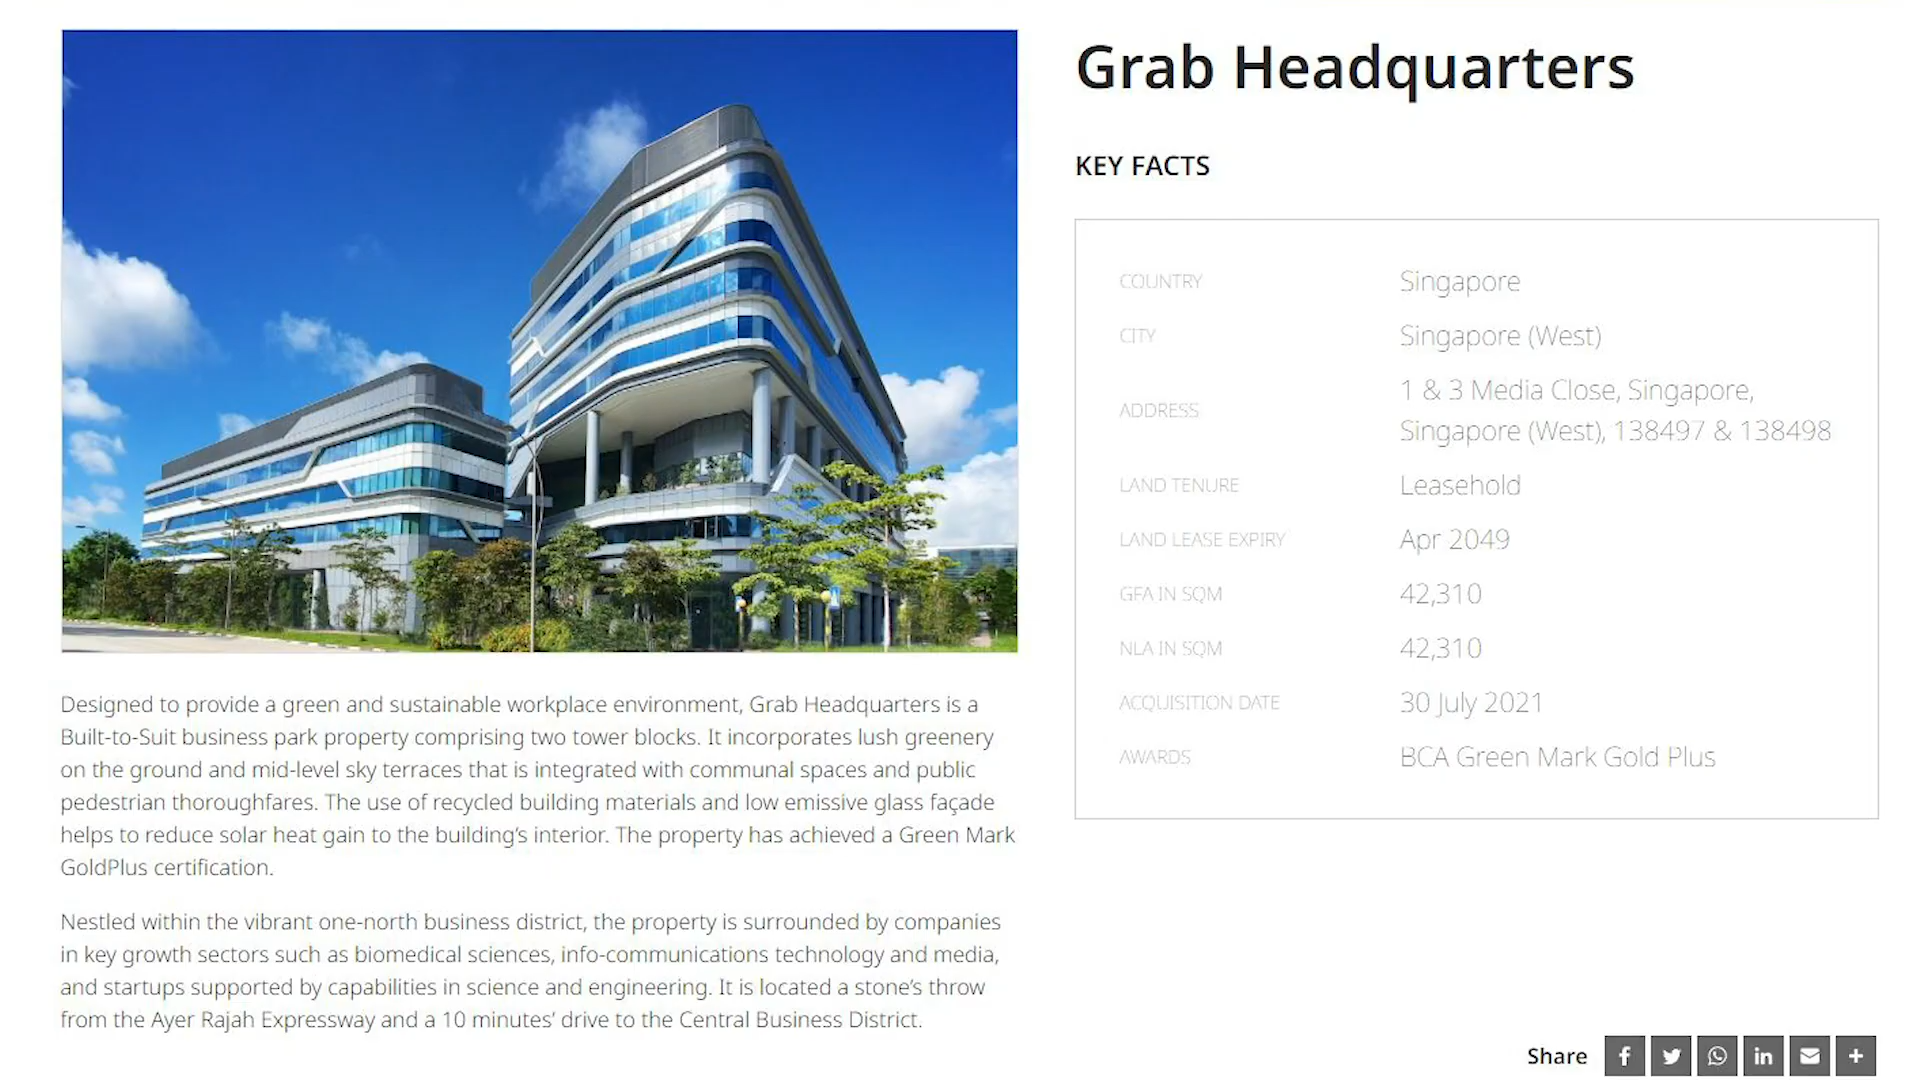 Grab Headquarters
KEY FACTS
COUNTRY Singapore
CITY Singapore (West)
ADDRESS 1 & 3 Media Close, Singapore,
Singapore (West), 138497 & 138498
LAND TENURE Leasehold
LAND LEASE EXPIRY Apr 2049
GFA IN SQM 42,310
NLA IN SQM 42,310
ACQUISITION DATE 30 July 2021
AWARDS BCA Green Mark Gold Plus
Designed to provide a green and sustainable workplace environment, Grab Headquarters is a
Built-to-Suit business park property comprising two tower blocks. It incorporates lush greenery
on the ground and mid-level sky terraces that is integrated with communal spaces and public
pedestrian thoroughfares. The use of recycled building materials and low emissive glass façade
helps to reduce solar heat gain to the building's interior. The property has achieved a Green Mark
GoldPlus certification.
Nestled within the vibrant one-north business district, the property is surrounded by companies
in key growth sectors such as biomedical sciences, info-communications technology and media,
and startups supported by capabilities in science and engineering. It is located a stone's throw
from the Ayer Rajah Expressway and a 10 minutes' drive to the Central Business District.
Share